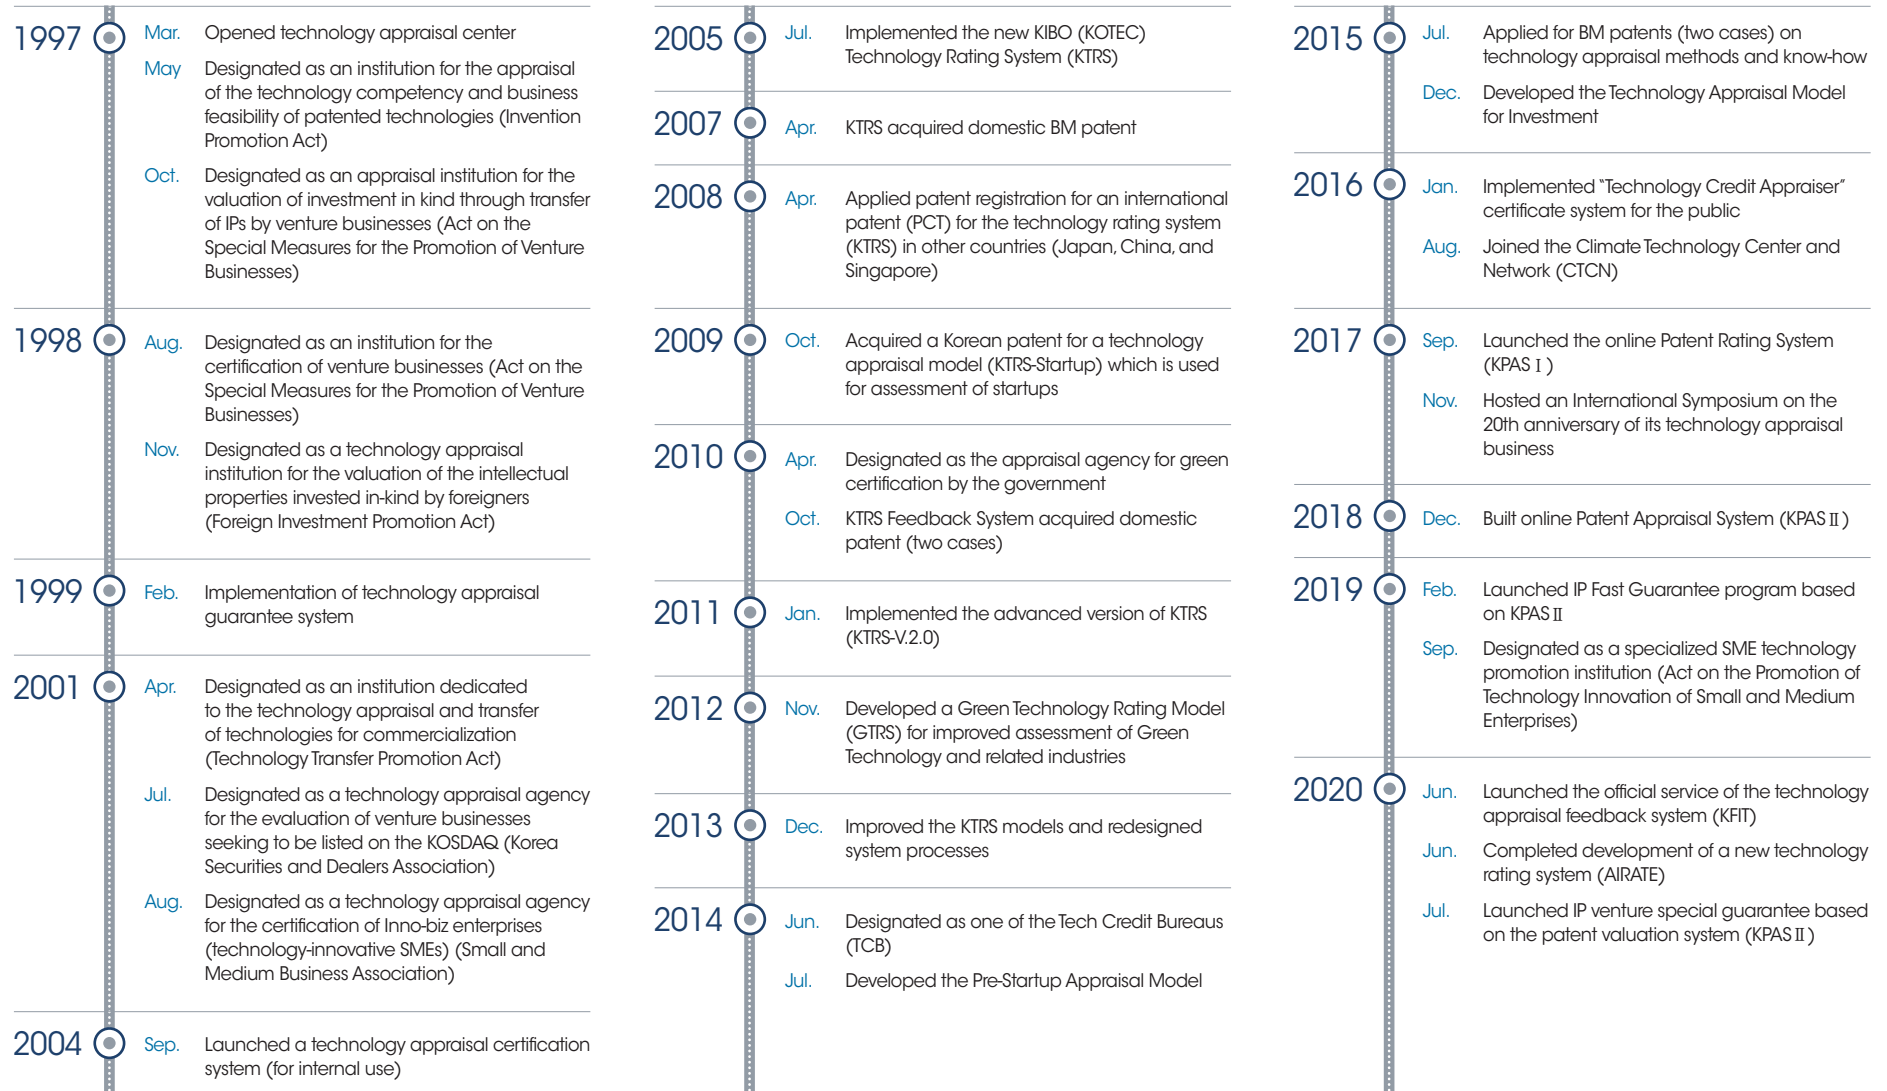 1997
Mar. Opened technology appraisal center
May Designated as an institution for the appraisal
of the technology competency and business
feasibility of patented technologies (Invention
Promotion Act)
Oct. Designated as an appraisal institution for the
valuation of investment in kind through transfer
of IPs by venture businesses (Act on the
Special Measures for the Promotion of Venture
Businesses)
1998
Aug. Designated as an institution for the
certification of venture businesses (Act on the
Special Measures for the Promotion of Venture
Businesses)
Nov. Designated as a technology appraisal
institution for the valuation of the intellectual
properties invested in-kind by foreigners
(Foreign Investment Promotion Act)
1999
Feb. Implementation of technology appraisal
guarantee system
2001
Apr. Designated as an institution dedicated
to the technology appraisal and transfer
of technologies for commercialization
(Technology Transfer Promotion Act)
Jul. Designated as a technology appraisal agency
for the evaluation of venture businesses
seeking to be listed on the KOSDAQ (Korea
Securities and Dealers Association)
Aug. Designated as a technology appraisal agency
for the certification of Inno-biz enterprises
(technology-innovative SMEs) (Small and
Medium Business Association)
2004
Sep. Launched a technology appraisal certification
system (for internal use)
2005
Jul. Implemented the new KIBO (KOTEC)
Technology Rating System (KTRS)
2007
Apr. KTRS acquired domestic BM patent
2008
Apr. Applied patent registration for an international
patent (PCT) for the technology rating system
(KTRS) in other countries (Japan, China, and
Singapore)
2009
Oct. Acquired a Korean patent for a technology
appraisal model (KTRS-Startup) which is used
for assessment of startups
2010
Apr. Designated as the appraisal agency for green
certification by the government
Oct. KTRS Feedback System acquired domestic
patent (two cases)
2011
Jan. Implemented the advanced version of KTRS
(KTRS-V.2.0)
2012
Nov. Developed a Green Technology Rating Model
(GTRS) for improved assessment of Green
Technology and related industries
2013
Dec. Improved the KTRS models and redesigned
system processes
2014
Jun. Designated as one of the Tech Credit Bureaus
(TCB)
Jul. Developed the Pre-Startup Appraisal Model
2015
Jul. Applied for BM patents (two cases) on
technology appraisal methods and know-how
Dec. Developed the Technology Appraisal Model
for Investment
2016
Jan. Implemented “Technology Credit Appraiser”
certificate system for the public
Aug. Joined the Climate Technology Center and
Network (CTCN)
2017
Sep. Launched the online Patent Rating System
(KPAS Ⅰ)
Nov. Hosted an International Symposium on the
20th anniversary of its technology appraisal
business
2018
Dec. Built online Patent Appraisal System (KPAS Ⅱ)
2019
Feb. Launched IP Fast Guarantee program based
on KPAS Ⅱ
Sep. Designated as a specialized SME technology
promotion institution (Act on the Promotion of
Technology Innovation of Small and Medium
Enterprises)
2020
Jun. Launched the official service of the technology
appraisal feedback system (KFIT)
Jun. Completed development of a new technology
rating system (AIRATE)
Jul. Launched IP venture special guarantee based
on the patent valuation system (KPAS Ⅱ)